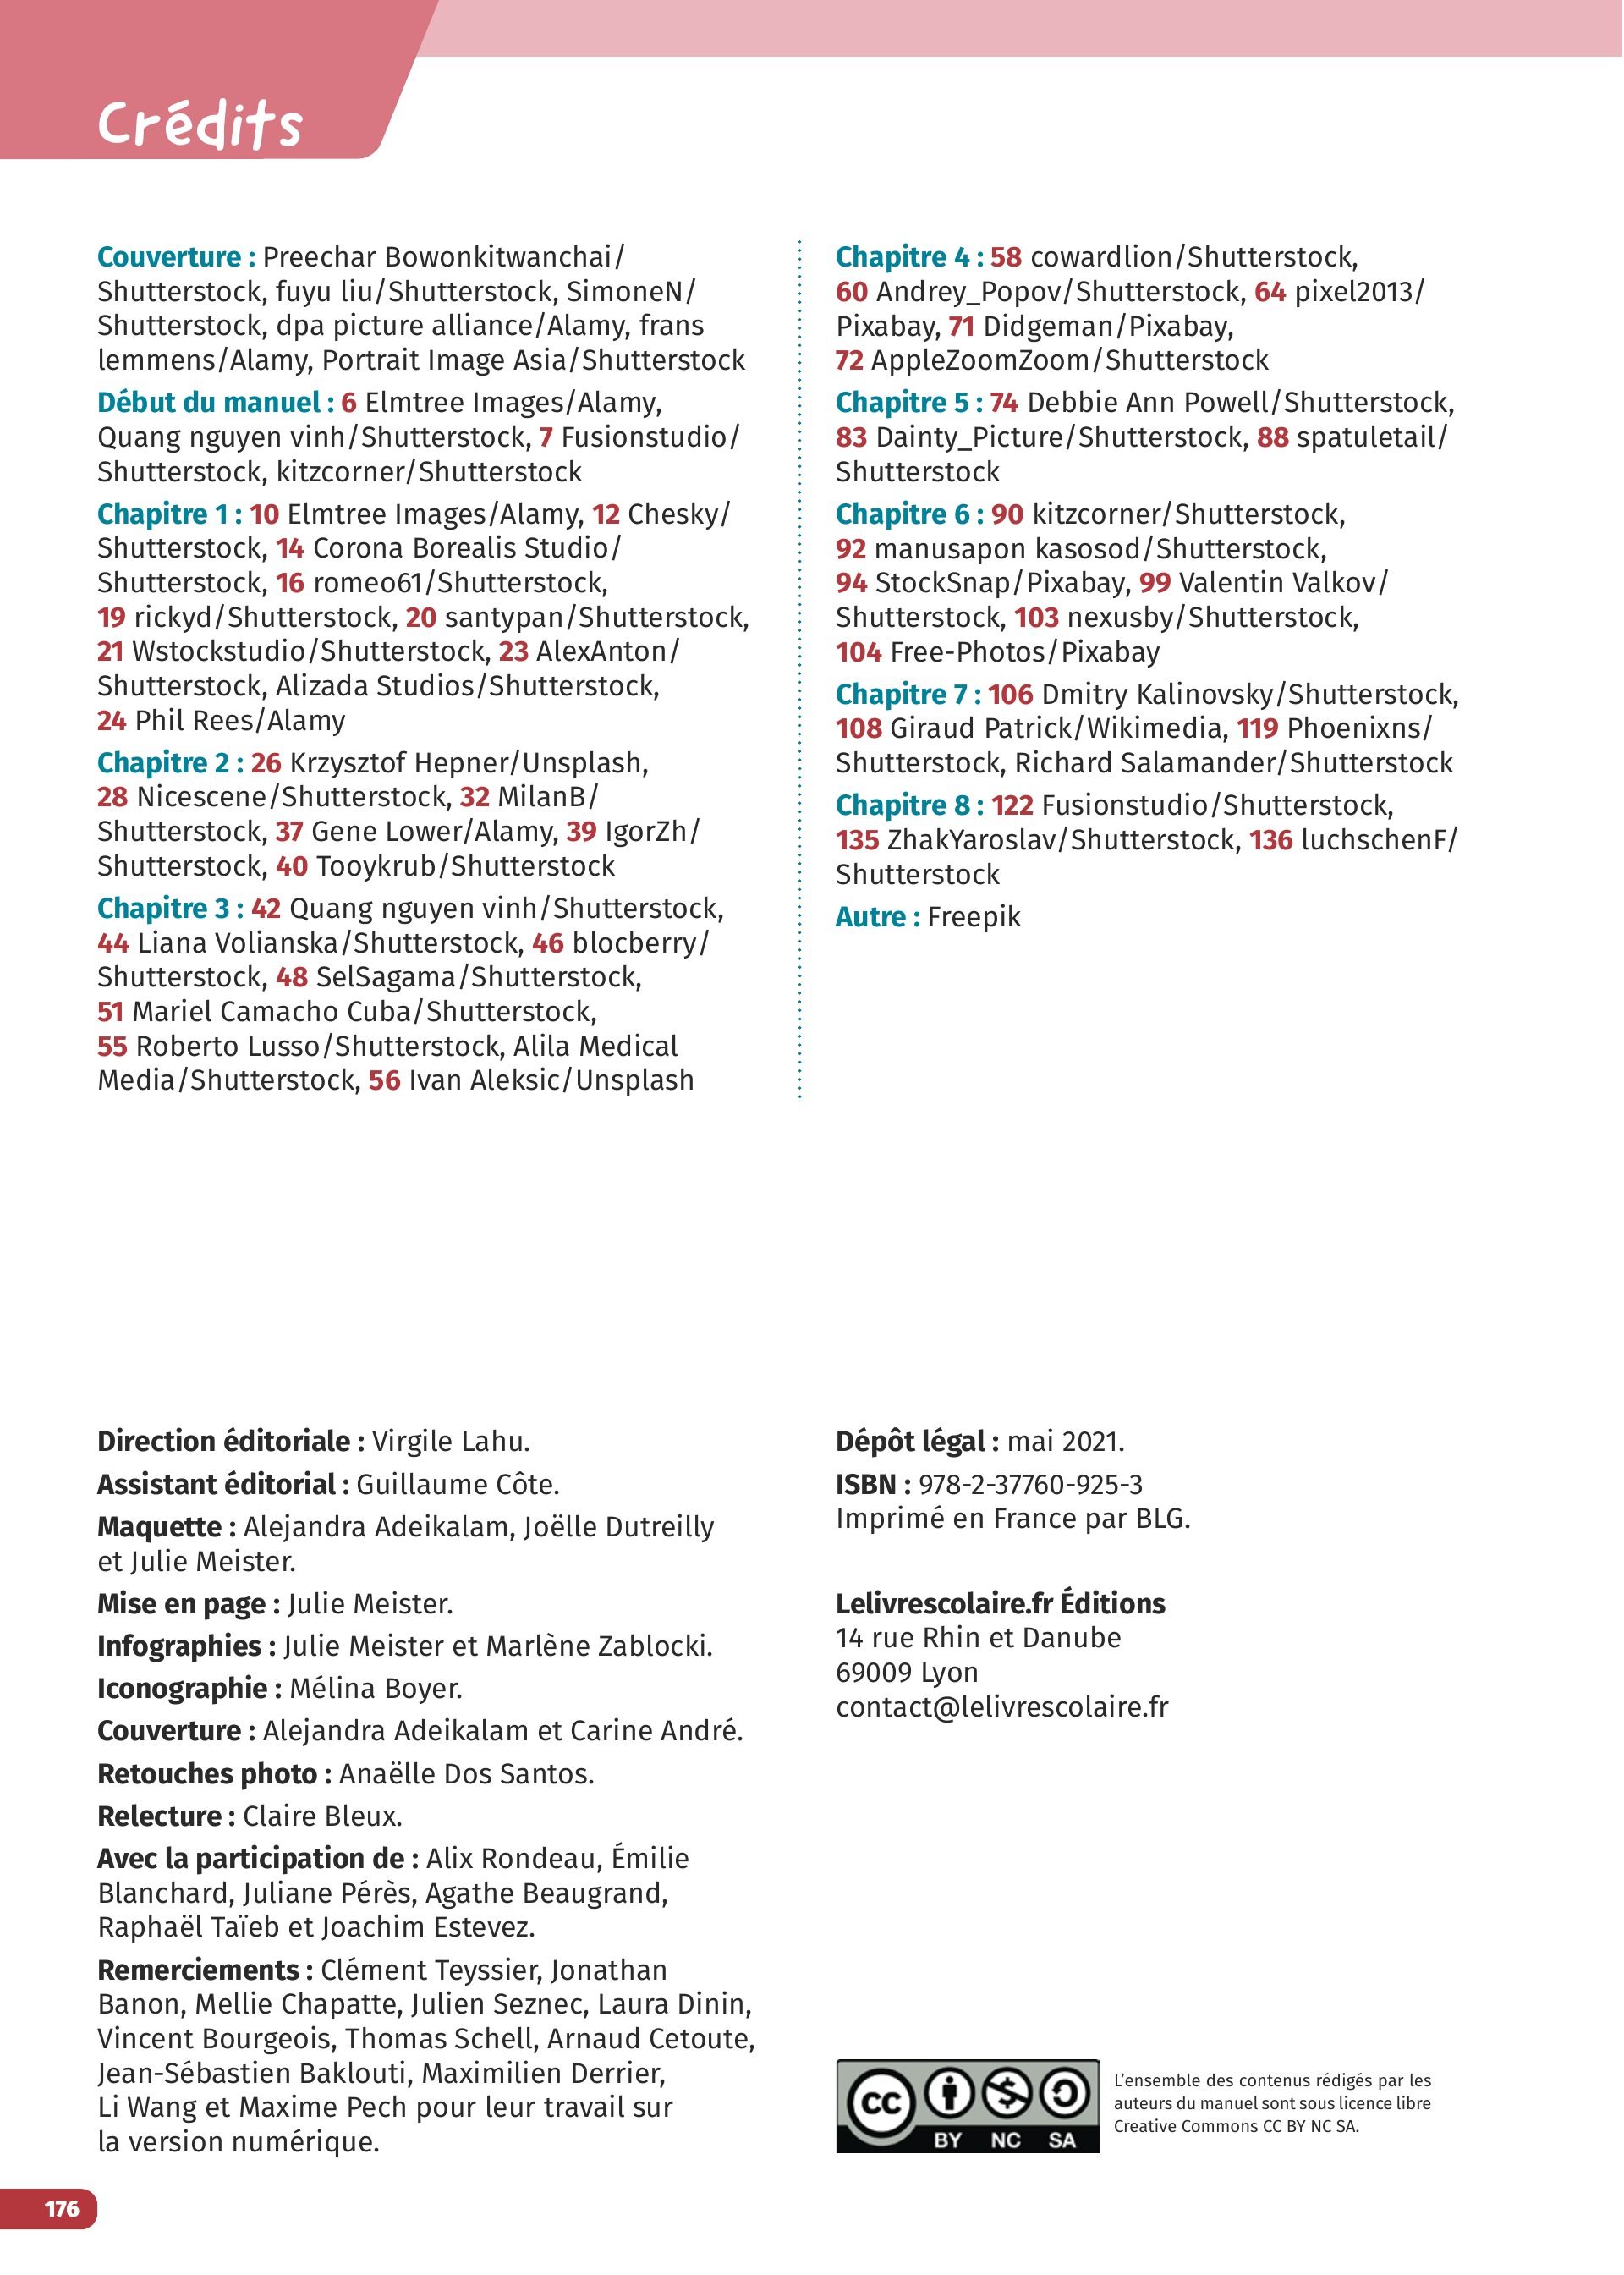 Crédits
Couverture : Preechar Bowonkitwanchai/
Shutterstock, fuyu liu/Shutterstock, SimoneN/
Shutterstock, dpa picture alliance/Alamy, frans
lemmens/Alamy, Portrait Image Asia/Shutterstock
Début du manuel : 6 Elmtree Images/Alamy,
Quang nguyen vinh/Shutterstock, 7 Fusionstudio/
Shutterstock, kitzcorner/Shutterstock
Chapitre 1 : 10 Elmtree Images/Alamy, 12 Chesky/
Shutterstock, 14 Corona Borealis Studio/
Shutterstock, 16 romeo61/Shutterstock,
19 rickyd/Shutterstock, 20 santypan/Shutterstock,
21 Wstockstudio/Shutterstock, 23 AlexAnton/
Shutterstock, Alizada Studios/Shutterstock,
24 Phil Rees/Alamy
Chapitre 2 : 26 Krzysztof Hepner/Unsplash,
28 Nicescene/Shutterstock, 32 MilanB/
Shutterstock, 37 Gene Lower/Alamy, 39 IgorZh/
Shutterstock, 40 Tooykrub/Shutterstock
Chapitre 3 : 42 Quang nguyen vinh/Shutterstock,
44 Liana Volianska/Shutterstock, 46 blocberry/
Shutterstock, 48 SelSagama/Shutterstock,
51 Mariel Camacho Cuba/Shutterstock,
55 Roberto Lusso/Shutterstock, Alila Medical
Media/Shutterstock, 56 Ivan Aleksic/Unsplash
Chapitre 4 : 58 cowardlion/Shutterstock,
60 Andrey_Popov/Shutterstock, 64 pixel2013/
Pixabay, 71 Didgeman/Pixabay,
72 AppleZoomZoom/Shutterstock
Chapitre 5 : 74 Debbie Ann Powell/Shutterstock,
83 Dainty_Picture/Shutterstock, 88 spatuletail/
Shutterstock
Chapitre 6 : 90 kitzcorner/Shutterstock,
92 manusapon kasosod/Shutterstock,
94 StockSnap/Pixabay, 99 Valentin Valkov/
Shutterstock, 103 nexusby/Shutterstock,
104 Free-Photos/Pixabay
Chapitre 7 : 106 Dmitry Kalinovsky/Shutterstock,
108 Giraud Patrick/Wikimedia, 119 Phoenixns/
Shutterstock, Richard Salamander/Shutterstock
Chapitre 8 : 122 Fusionstudio/Shutterstock,
135 ZhakYaroslav/Shutterstock, 136 luchschenF/
Shutterstock
Autre : Freepik
Direction éditoriale : Virgile Lahu.
Assistant éditorial : Guillaume Côte.
Maquette : Alejandra Adeikalam, Joëlle Dutreilly
et Julie Meister.
Mise en page : Julie Meister.
Infographies : Julie Meister et Marlène Zablocki.
Iconographie : Mélina Boyer.
Couverture : Alejandra Adeikalam et Carine André.
Retouches photo : Anaëlle Dos Santos.
Relecture : Claire Bleux.
Avec la participation de : Alix Rondeau, Émilie
Blanchard, Juliane Pérès, Agathe Beaugrand,
Raphaël Taïeb et Joachim Estevez.
Remerciements : Clément Teyssier, Jonathan
Banon, Mellie Chapatte, Julien Seznec, Laura Dinin,
Vincent Bourgeois, Thomas Schell, Arnaud Cetoute,
Jean-Sébastien Baklouti, Maximilien Derrier,
Li Wang et Maxime Pech pour leur travail sur
la version numérique.
Dépôt légal : mai 2021.
ISBN : 978-2-37760-925-3
Imprimé en France par BLG.
Lelivrescolaire.fr Éditions
14 rue Rhin et Danube
69009 Lyon
contact@lelivrescolaire.fr
CC
BY NC SA
L'ensemble des contenus rédigés par les
auteurs du manuel sont sous licence libre
Creative Commons CC BY NC SA.
176